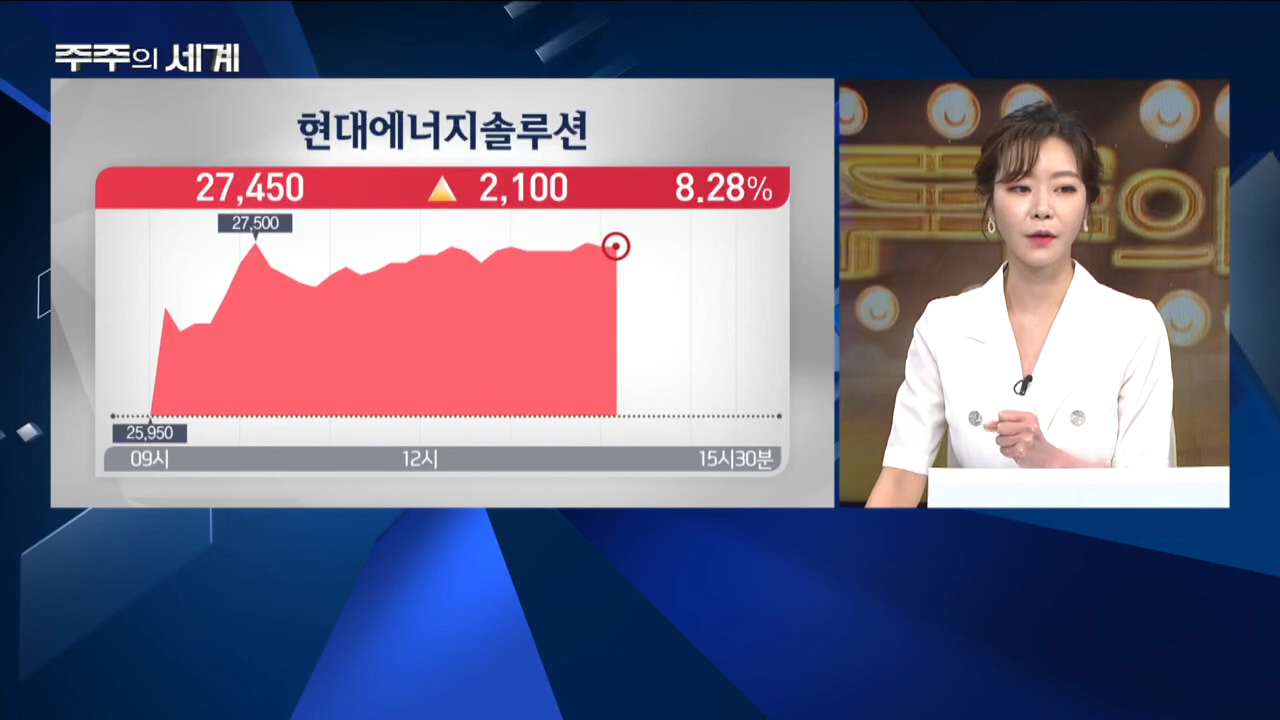 주주의 세계
현대에너지솔루션
27,450 ▲ 2,100 8.28%
27,500
25,950
09시 12시 15시30분